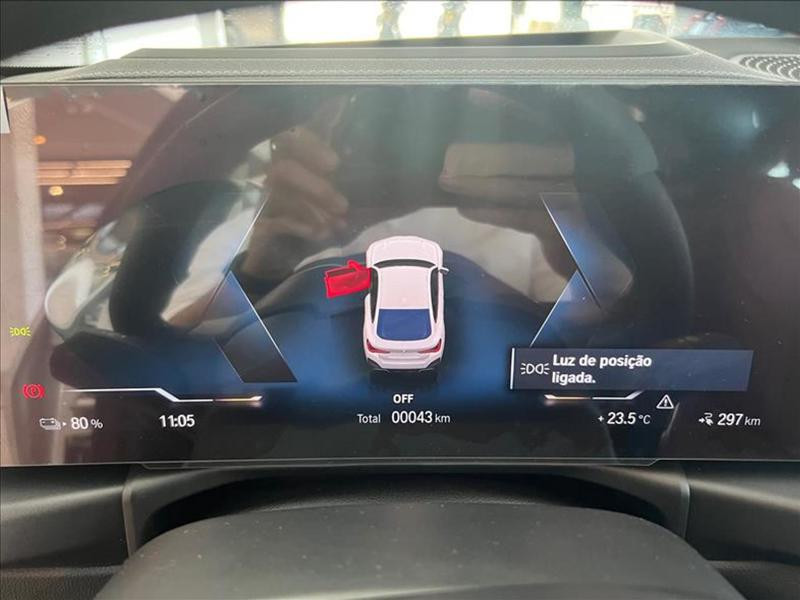 Luz de posição
ligada.
OFF
80 %
11:05
Total 00043 km
+ 23.5 °C
297 km